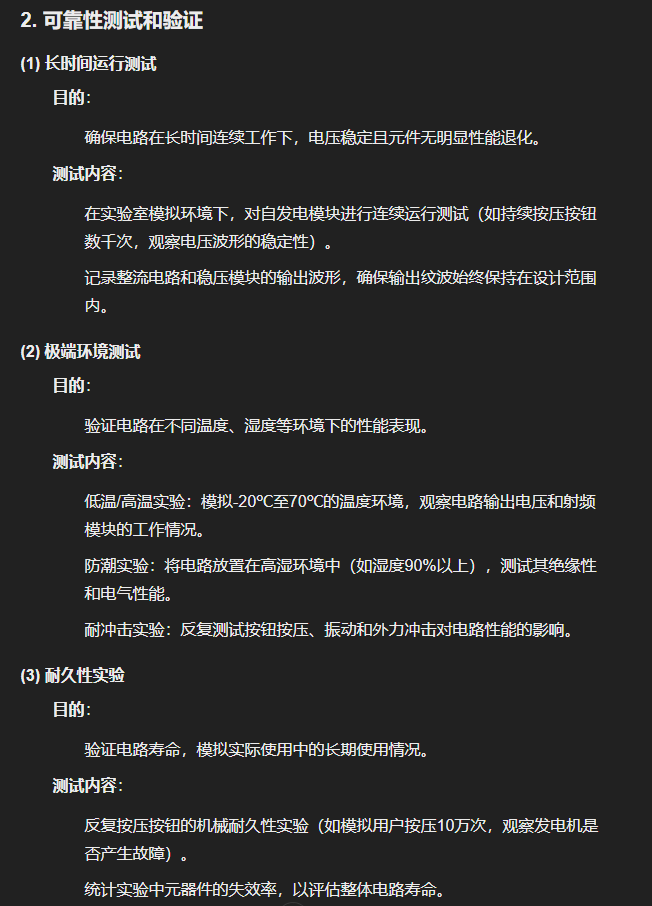 2. 可靠性测试和验证
(1) 长时间运行测试
目的：
确保电路在长时间连续工作下，电压稳定且元件无明显性能退化。
测试内容：
在实验室模拟环境下，对自发电模块进行连续运行测试（如持续按压按钮
数千次，观察电压波形的稳定性）。
记录整流电路和稳压模块的输出波形，确保输出纹波始终保持在设计范围
内。
(2) 极端环境测试
目的：
验证电路在不同温度、湿度等环境下的性能表现。
测试内容：
低温/高温实验：模拟-20℃至70℃的温度环境，观察电路输出电压和射频
模块的工作情况。
防潮实验：将电路放置在高湿环境中（如湿度90%以上），测试其绝缘性
和电气性能。
耐冲击实验：反复测试按钮按压、振动和外力冲击对电路性能的影响。
(3) 耐久性实验
目的：
验证电路寿命，模拟实际使用中的长期使用情况。
测试内容：
反复按压按钮的机械耐久性实验（如模拟用户按压10万次，观察发电机是
否产生故障）。
统计实验中元器件的失效率，以评估整体电路寿命。